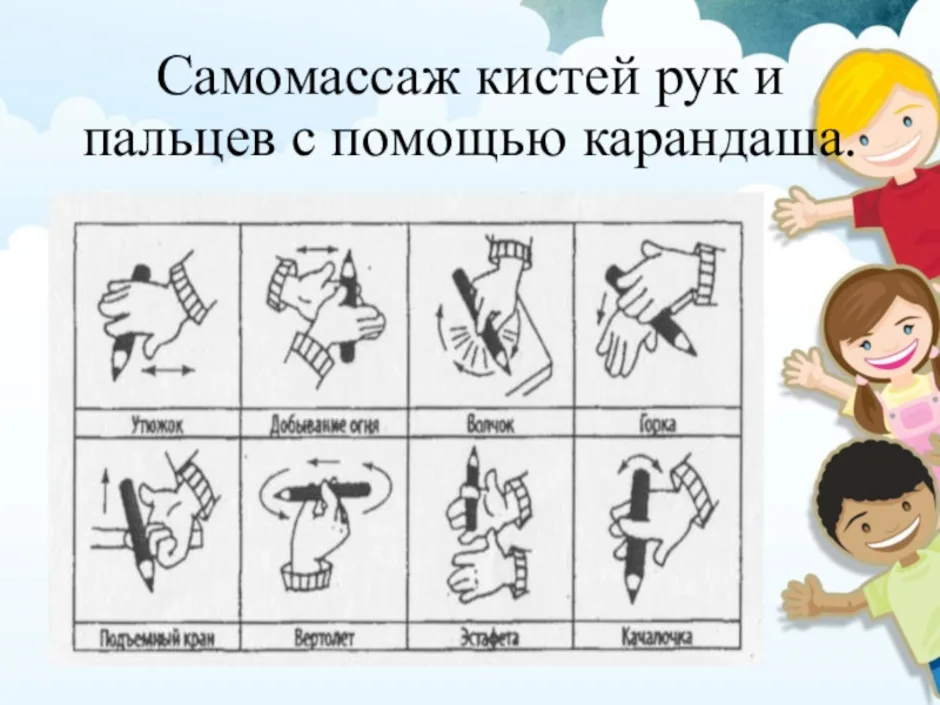 Самомассаж кистей рук и
пальцев с помощью карандаша.
Утюжок
Добывание огня
Волчок
Горка
Подъемный кран
Вертолет
Эстафета
Качалочка